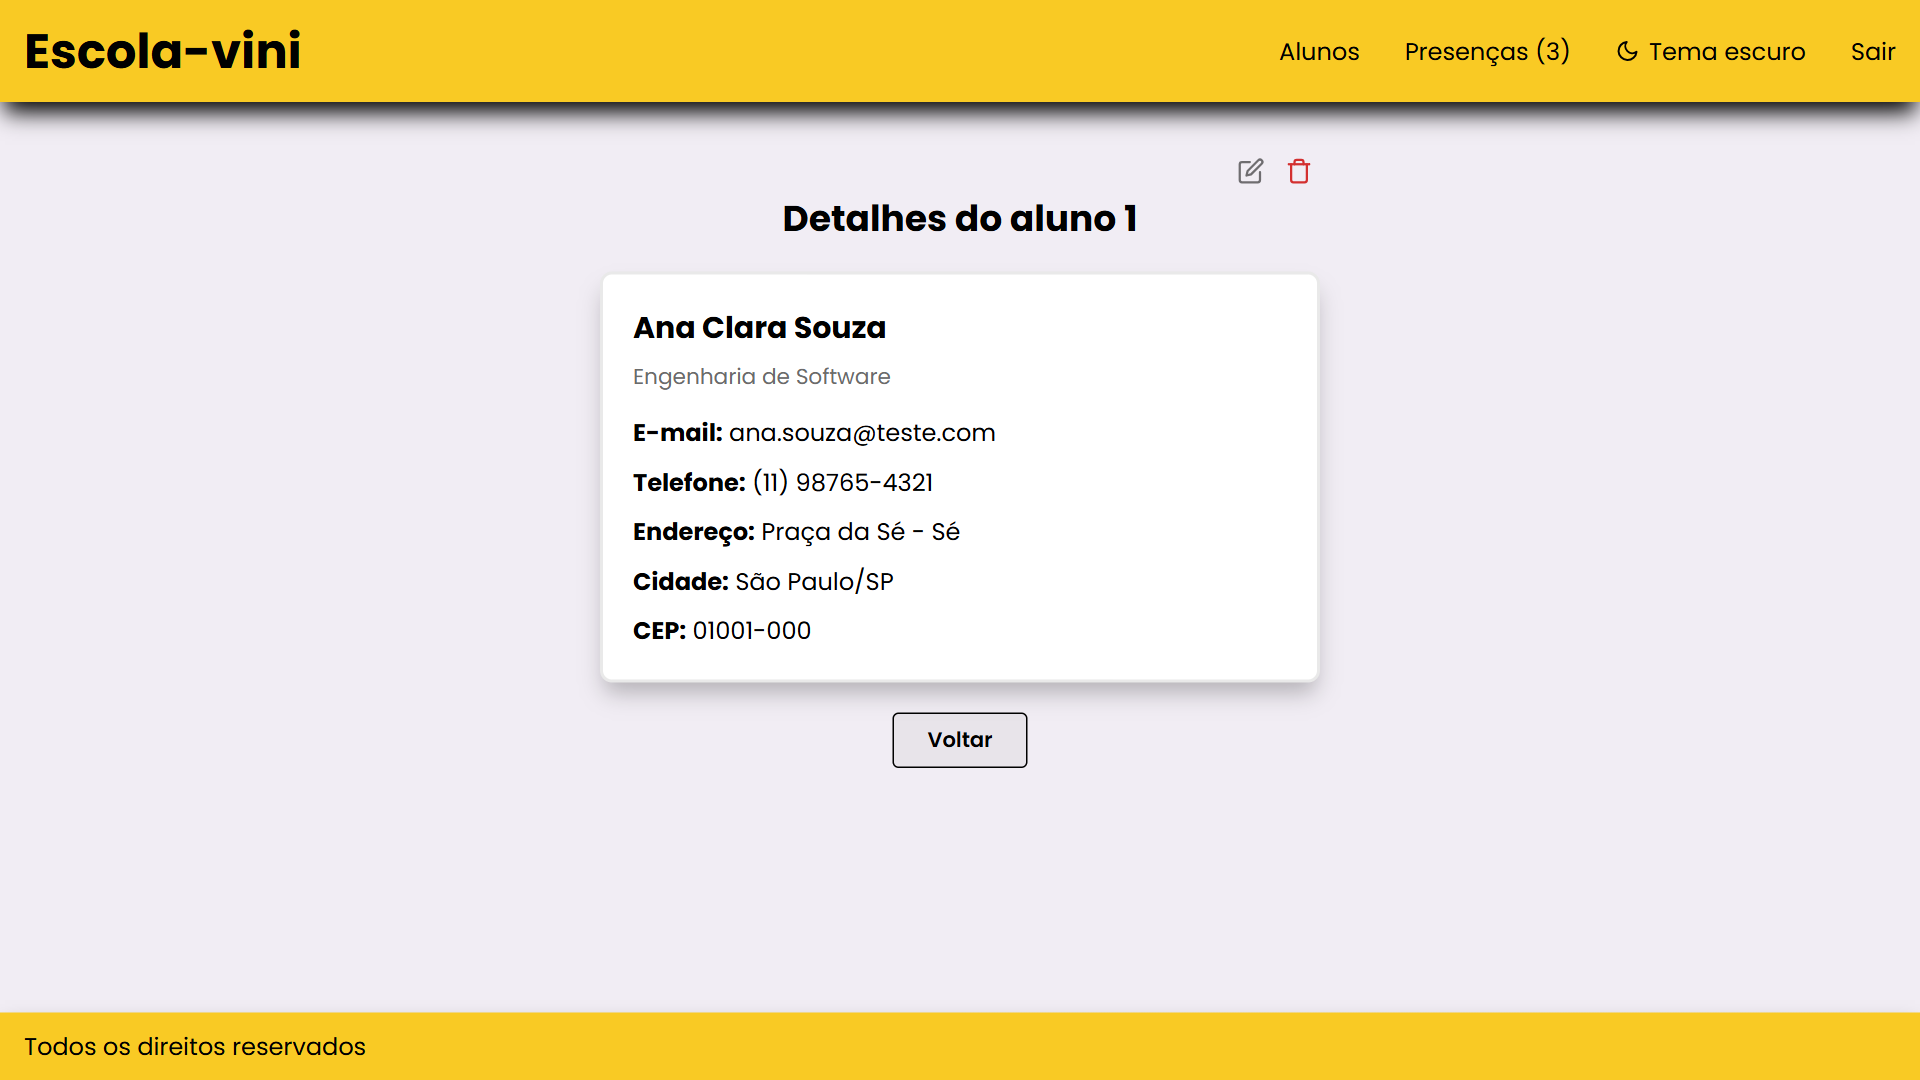 Escola-vini
Alunos
Presenças (3)
Tema escuro
Sair
Detalhes do aluno 1
Ana Clara Souza
Engenharia de Software
E-mail: ana.souza@teste.com
Telefone: (11) 98765-4321
Endereço: Praça da Sé - Sé
Cidade: São Paulo/SP
CEP: 01001-000
Voltar
Todos os direitos reservados